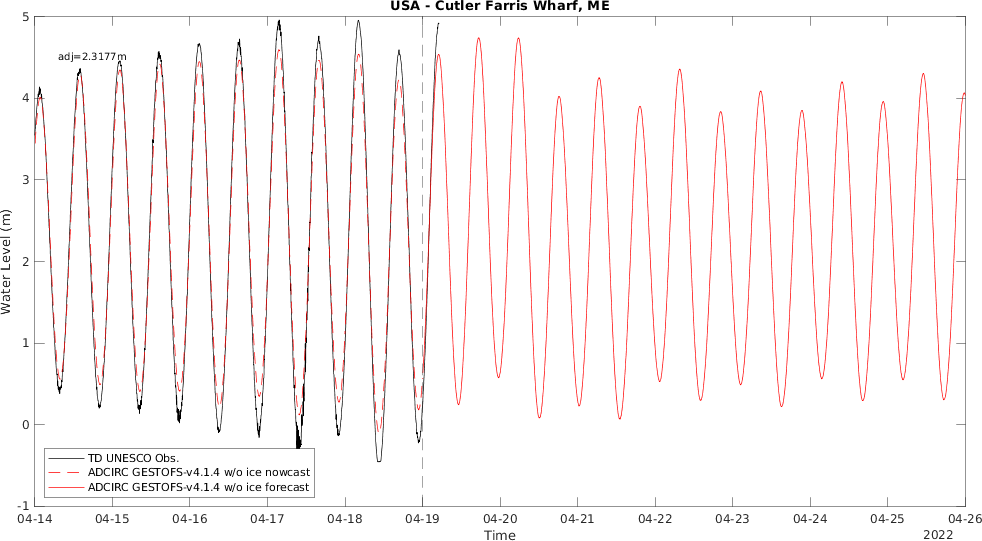 USA - Cutler Farris Wharf, ME
adj=2.3177m
Water Level (m)
5
4
3
2
1
0
-1
TD UNESCO Obs.
ADCIRC GESTOFS-v4.1.4 w/o ice nowcast
ADCIRC GESTOFS-v4.1.4 w/o ice forecast
04-14 04-15 04-16 04-17 04-18 04-19 04-20 04-21 04-22 04-23 04-24 04-25 04-26
Time
2022